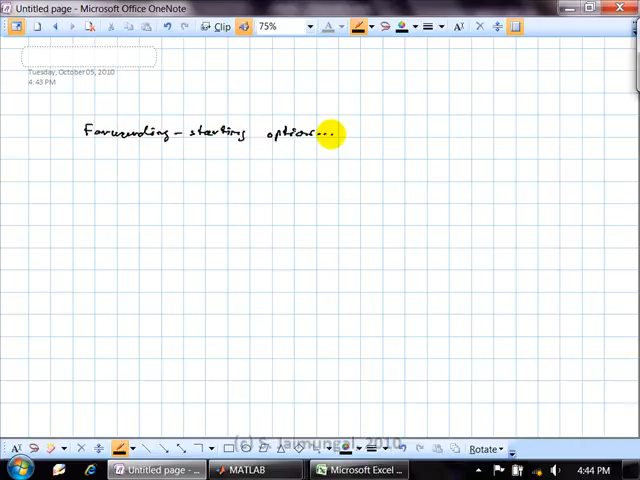 Untitled page - Microsoft Office OneNote
Clip 75%
Tuesday, October 05, 2010
4:43 PM
Forwarding - starting option...
(c) S. Jaimungal, 2010
Rotate
Untitled page - ... MATLAB Microsoft Excel ... 4:44 PM